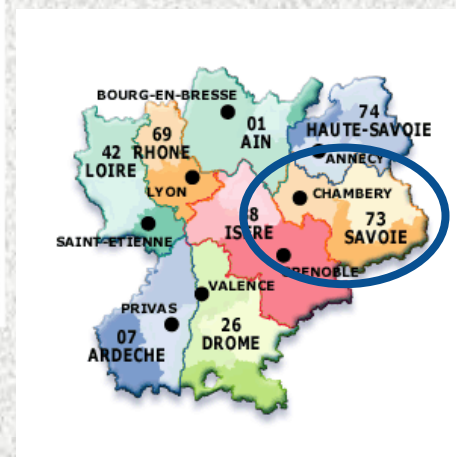 BOURG-EN-BRESSE
01
AIN
74
HAUTE-SAVOIE
ANNECY
69
RHONE
42
LOIRE
LYON
CHAMBERY
73
SAVOIE
38
ISERE
SAINT-ETIENNE
GRENOBLE
VALENCE
PRIVAS
07
ARDECHE
26
DROME